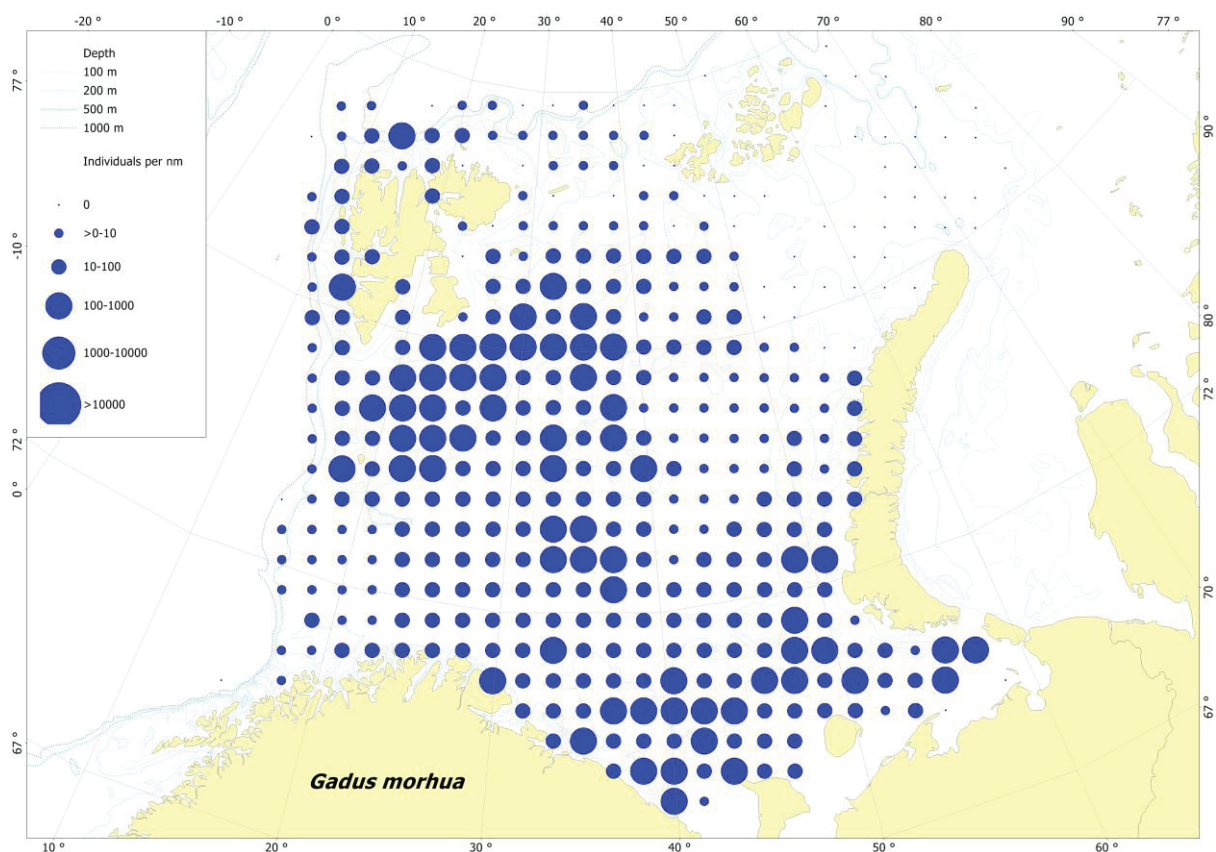 -20 ° -10 ° 0 ° 10 ° 20 ° 30 ° 40 ° 50 ° 60 ° 70 ° 80 ° 90 ° 77 °
Depth
100 m
200 m
500 m
1000 m
Individuals per nm
0
>0-10
10-100
100-1000
1000-10000
>10000
77 °
-10 °
72 °
0 °
67 °
90 °
80 °
72 °
70 °
67 °
Gadus morhua
10 ° 20 ° 30 ° 40 ° 50 ° 60 °